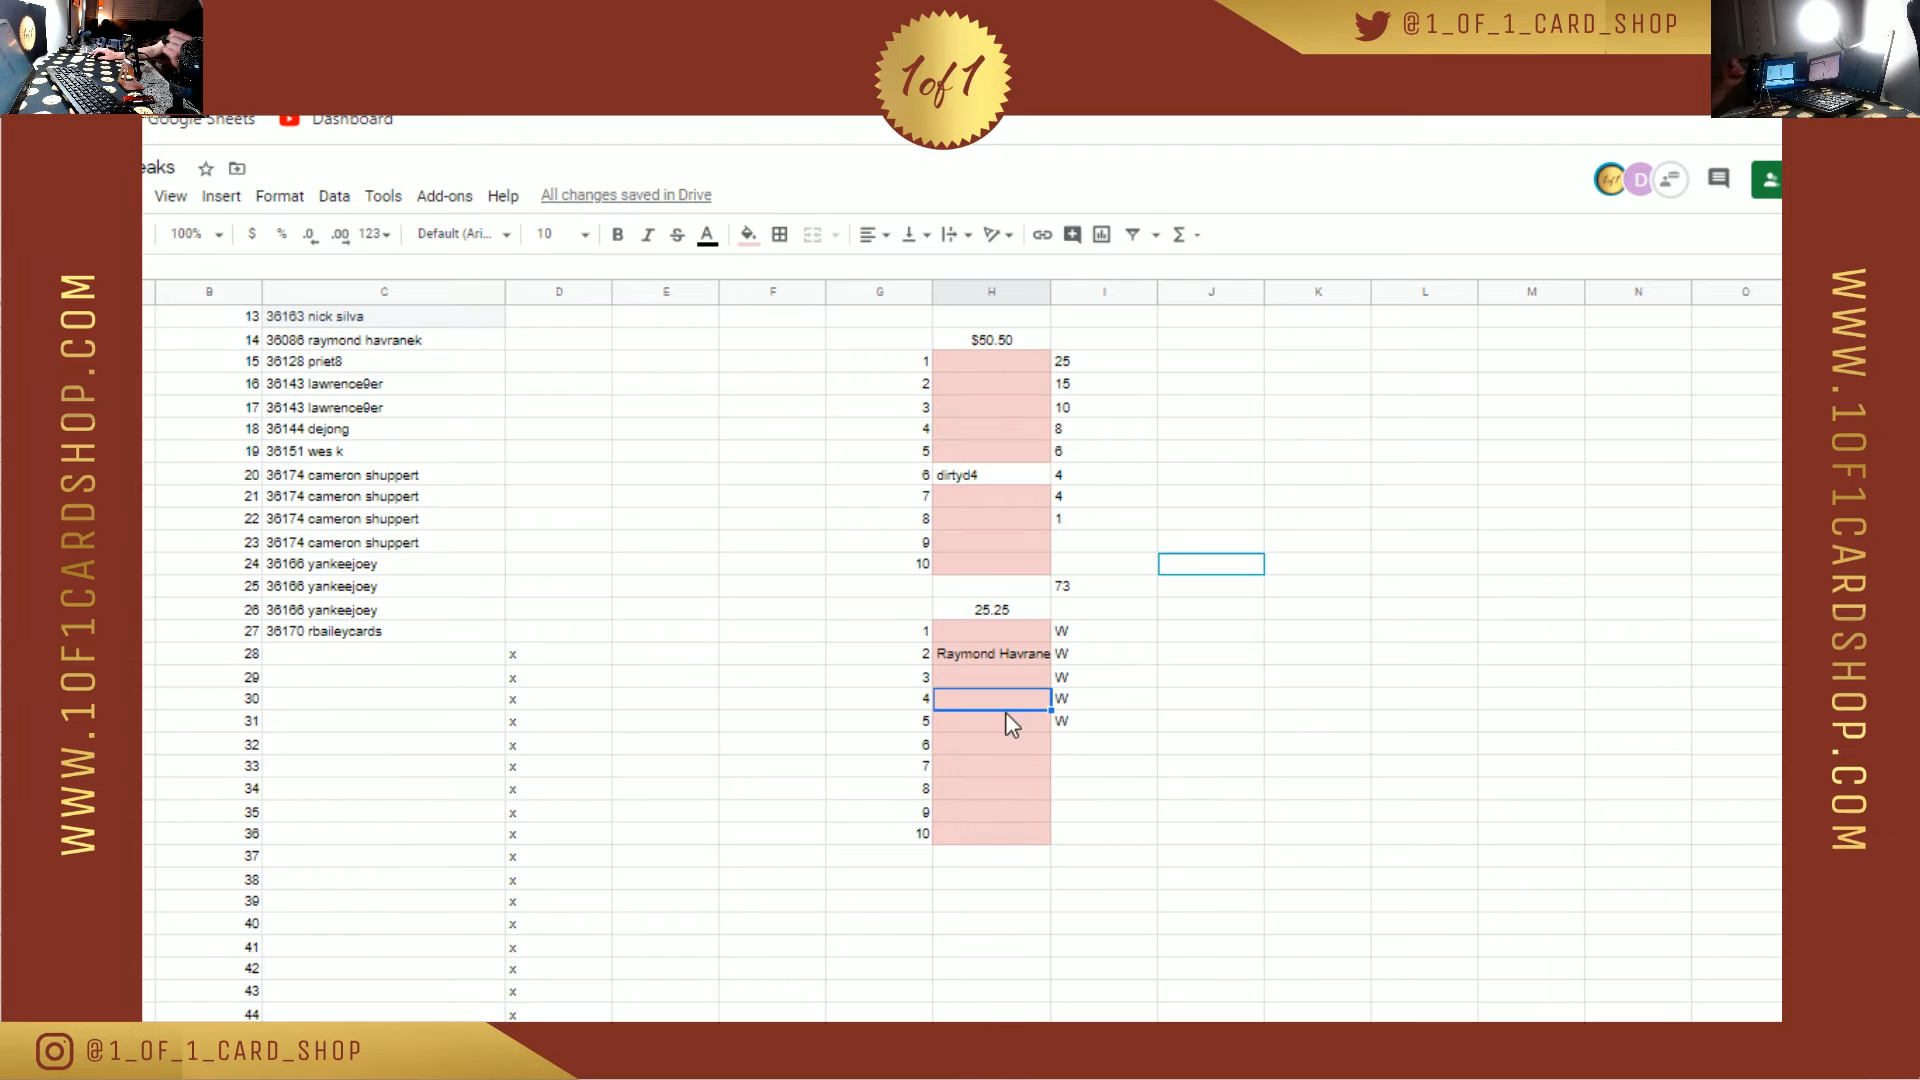 @1_OF_1_CARD_SHOP
1of1
Google Sheets Dashboard
eaks
View Insert Format Data Tools Add-ons Help All changes saved in Drive
D
100% $ % .0 .00 123 Default (Ari... 10 B I S A Σ
B C D E F G H I J K L M N O
13 36163 nick silva
14 36086 raymond havranek $50.50
15 36128 priet8 1 25
16 36143 lawrence9er 2 15
17 36143 lawrence9er 3 10
18 36144 dejong 4 8
19 36151 wes k 5 6
20 36174 cameron shuppert 6 dirtyd4 4
21 36174 cameron shuppert 7 4
22 36174 cameron shuppert 8 1
23 36174 cameron shuppert 9
24 36166 yankeejoey 10
25 36166 yankeejoey 73
26 36166 yankeejoey 25.25
27 36170 rbaileycards 1 W
28 x 2 Raymond Havrane W
29 x 3 W
30 x 4 W
31 x 5 W
32 x 6
33 x 7
34 x 8
35 x 9
36 x 10
37 x
38 x
39 x
40 x
41 x
42 x
43 x
44 x
WWW.1OF1CARDSHOP.COM
WWW.1OF1CARDSHOP.COM
@1_OF_1_CARD_SHOP